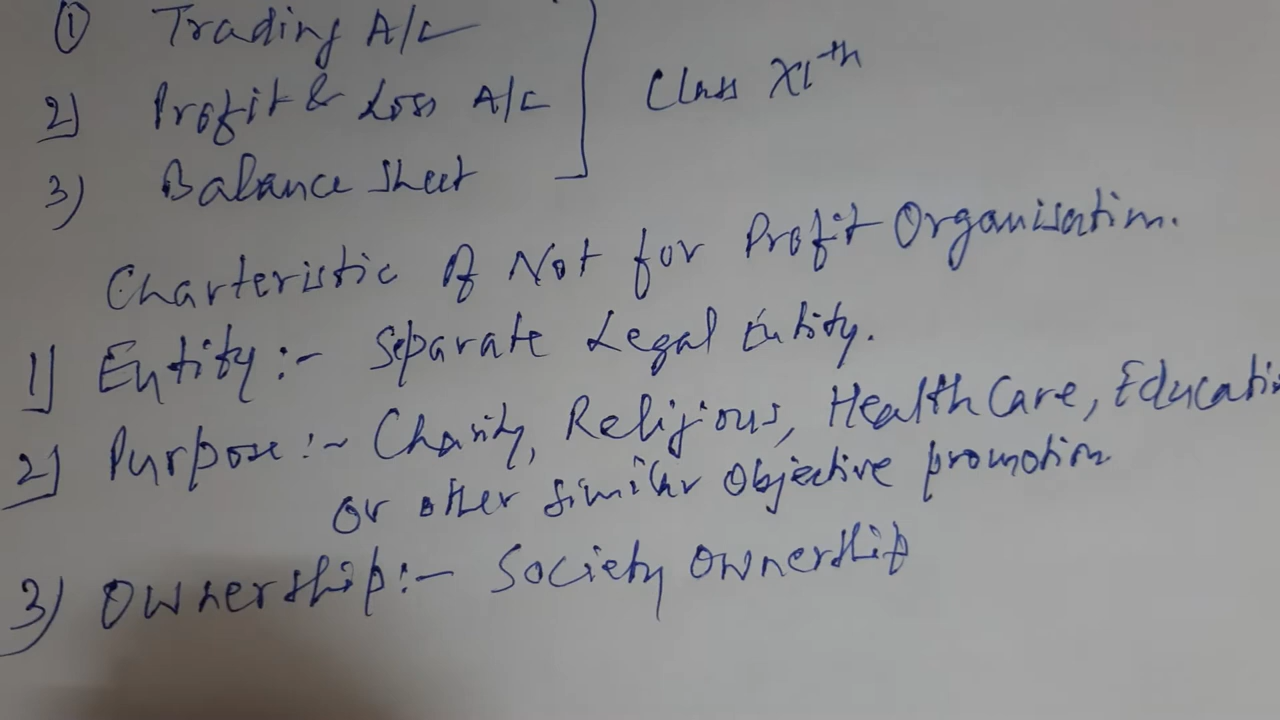 ① Trading A/c
2) Profit & Loss A/c
3) Balance Sheet
Class XIth
Charteristic of Not for Profit Organisation.
1) Entity:- Separate Legal Entity.
2) Purpose:- Charity, Religious, Health Care, Educatin
or other similar Objective promotion
3) Ownership:- Society Ownership